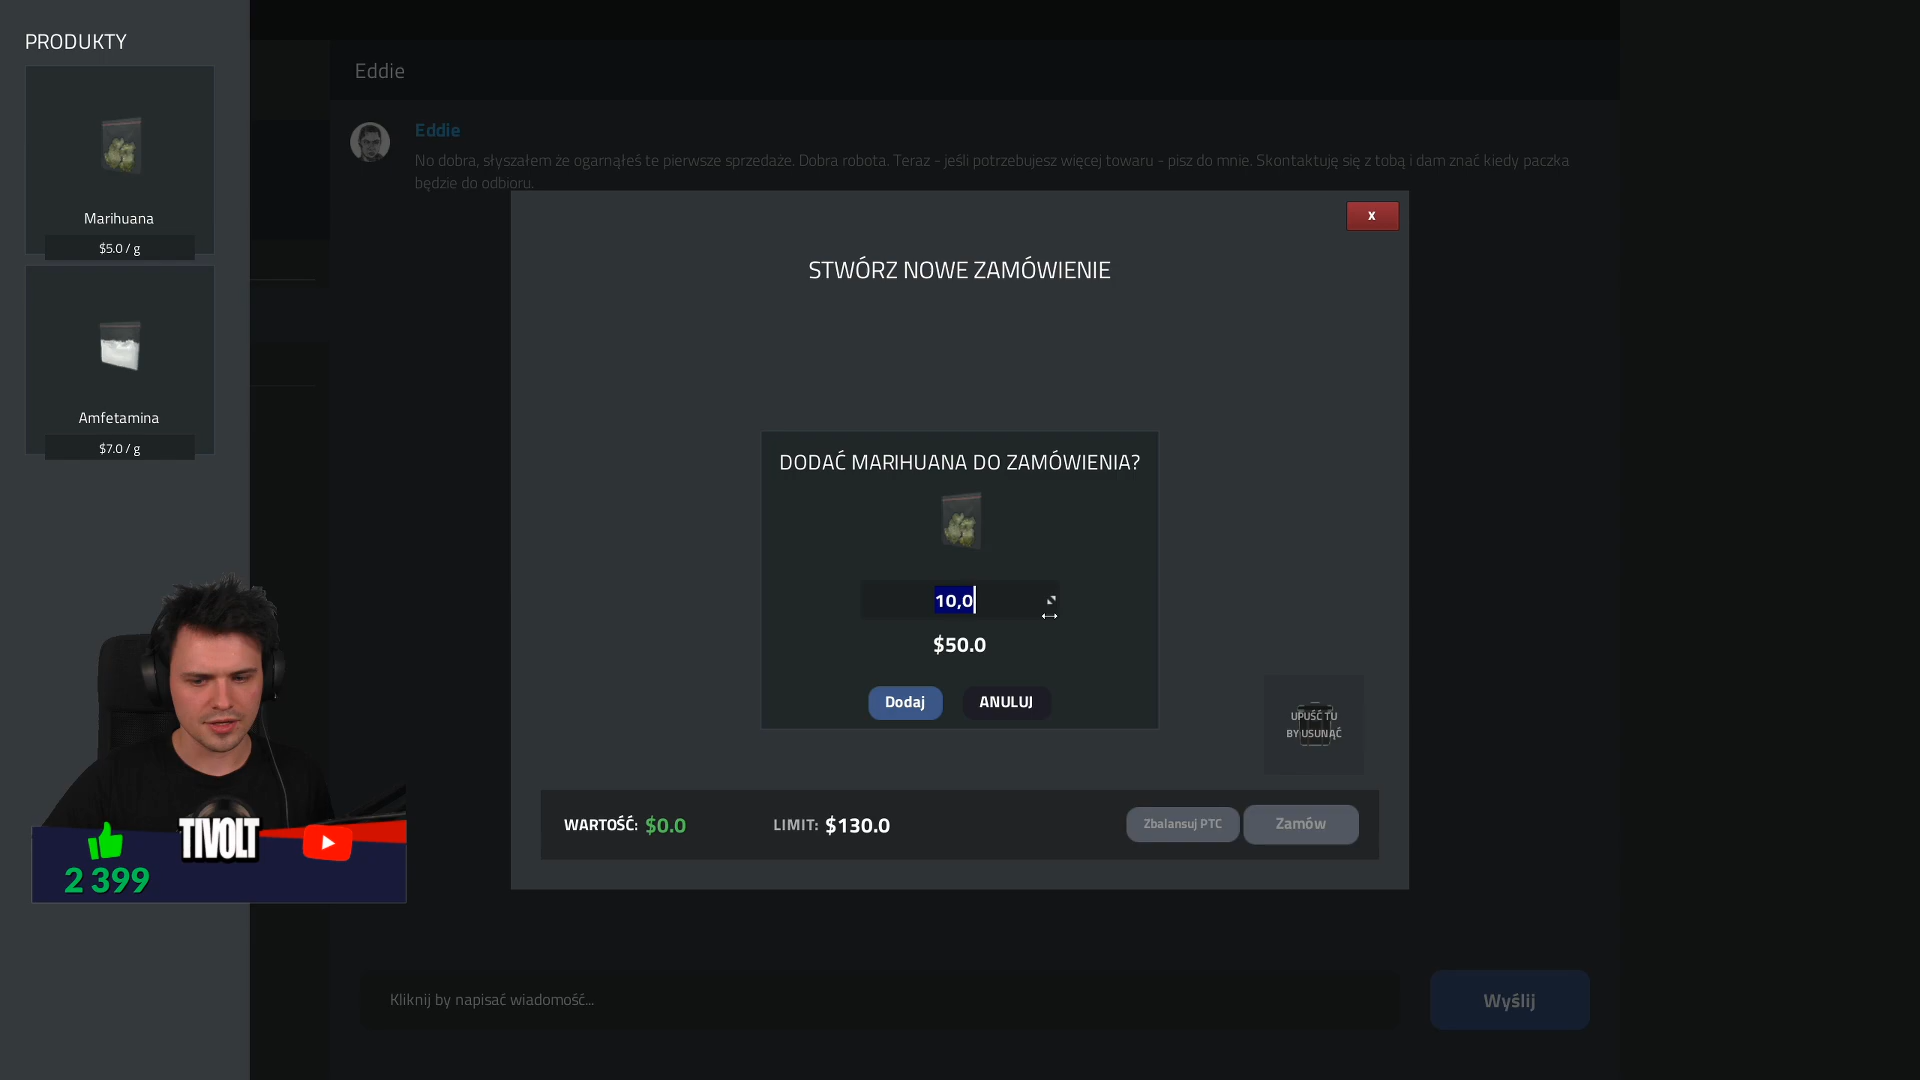 PRODUKTY
Marihuana
$5.0 / g
Amfetamina
$7.0 / g
Eddie
Eddie
No dobra, słyszałem że ogarnąłeś te pierwsze sprzedaże. Dobra robota. Teraz - jeśli potrzebujesz więcej towaru - pisz do mnie. Skontaktuję się z tobą i dam znać kiedy paczka
będzie do odbioru.
X
STWÓRZ NOWE ZAMÓWIENIE
DODAĆ MARIHUANA DO ZAMÓWIENIA?
10,0
$50.0
Dodaj
ANULUJ
UPUŚĆ TU
BY USUNĄĆ
WARTOŚĆ: $0.0
LIMIT: $130.0
Zbalansuj PTC
Zamów
Kliknij by napisać wiadomość...
Wyślij
TIVOLT
2 399